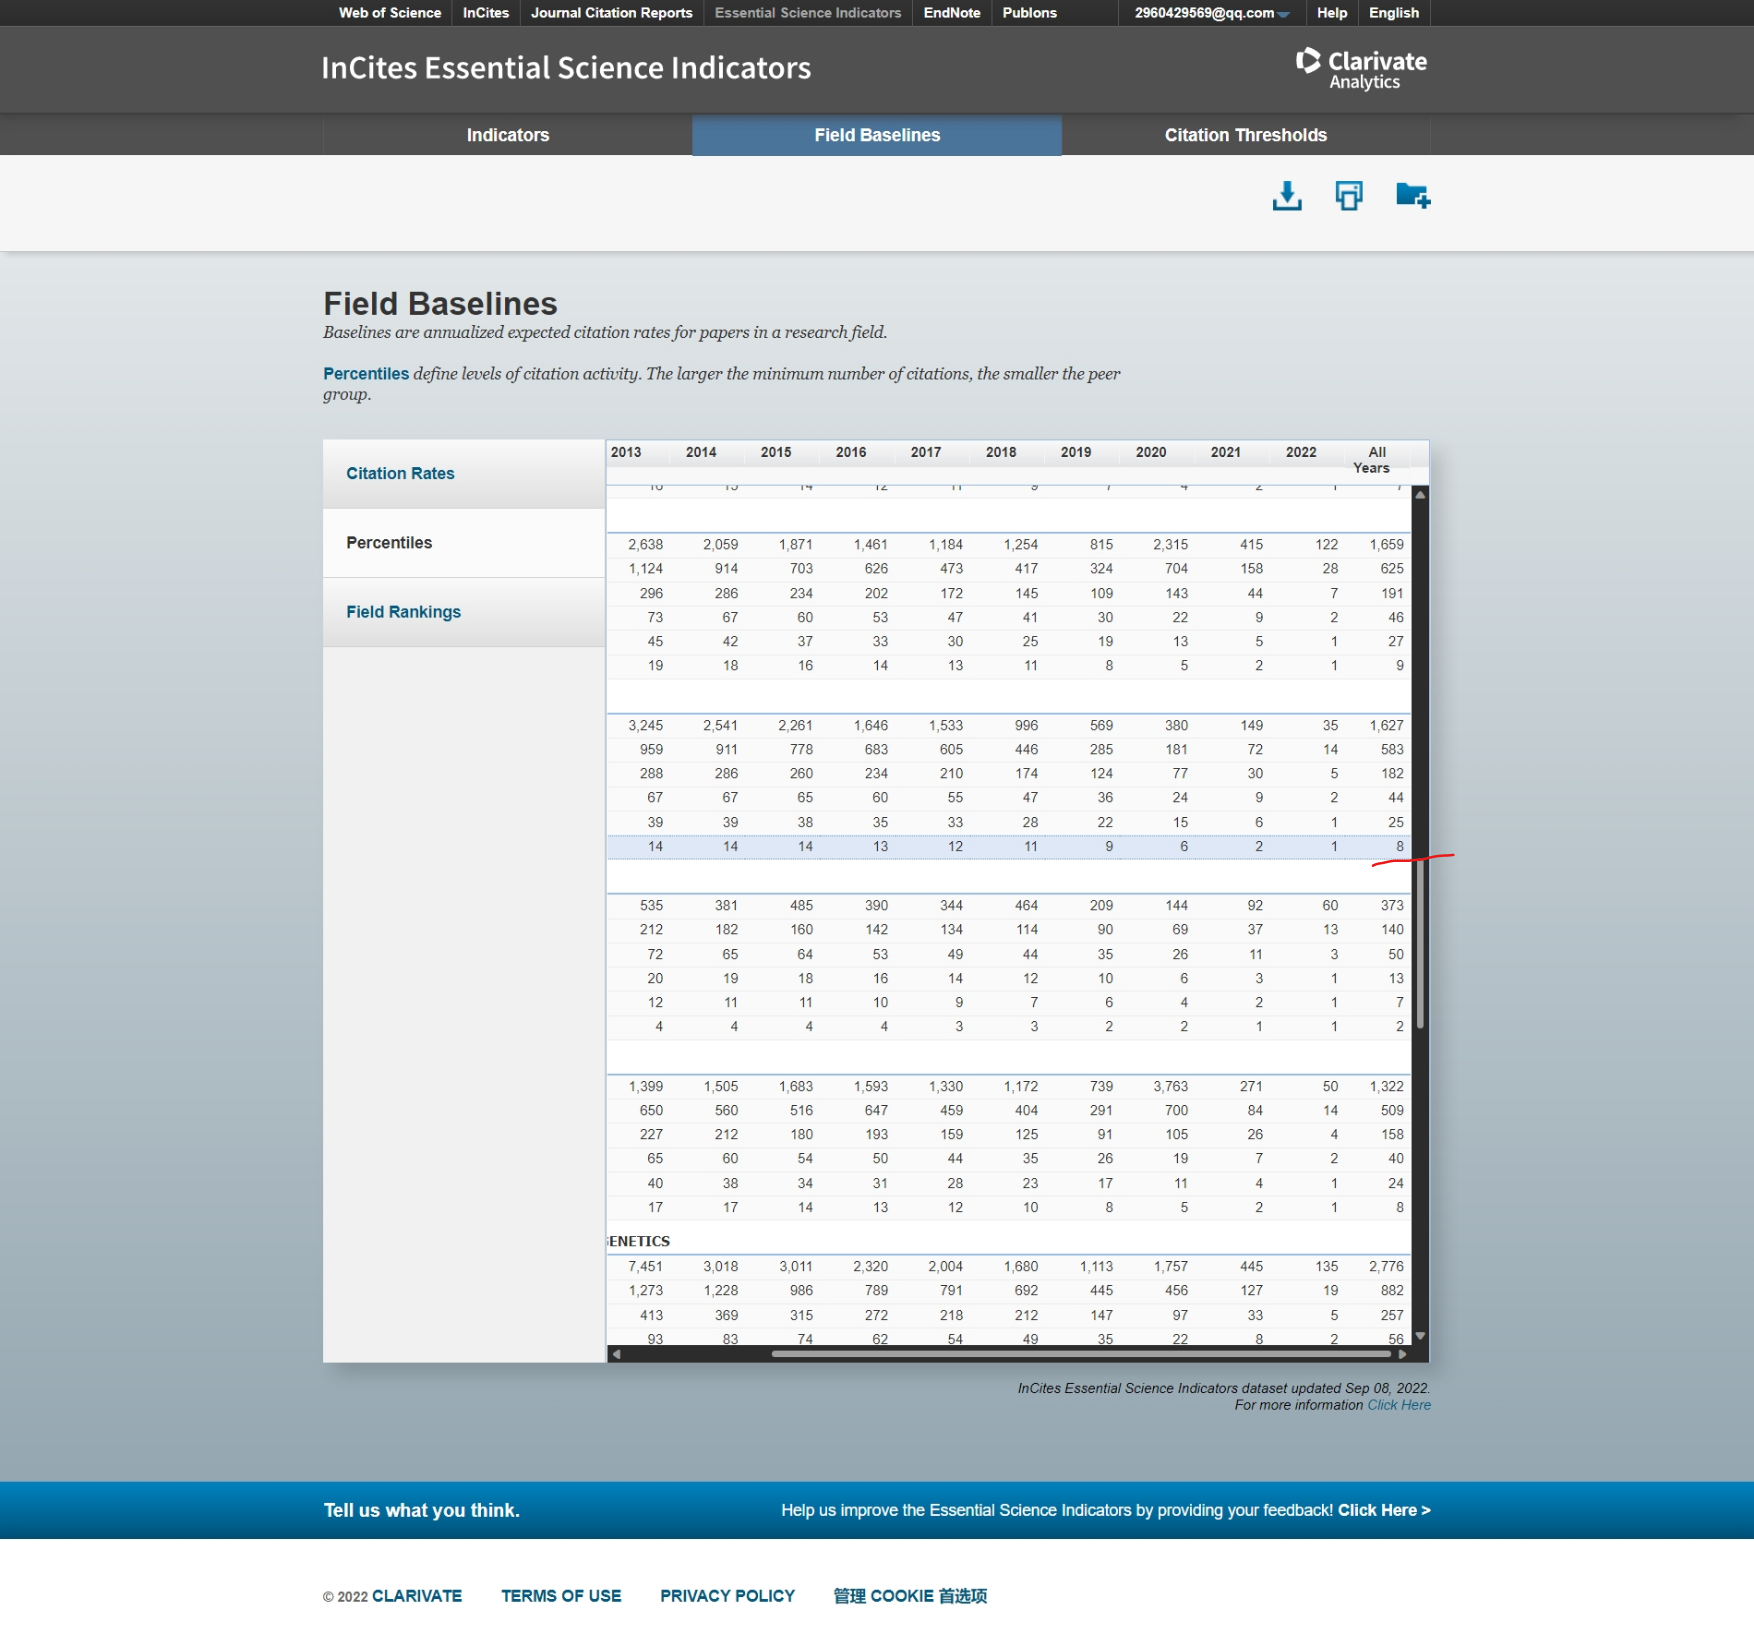 Web of Science InCites Journal Citation Reports Essential Science Indicators EndNote Publons 2960429569@qq.com Help English
InCites Essential Science Indicators
Clarivate
Analytics
Indicators Field Baselines Citation Thresholds
Field Baselines
Baselines are annualized expected citation rates for papers in a research field.
Percentiles define levels of citation activity. The larger the minimum number of citations, the smaller the peer
group.
Citation Rates
Percentiles
Field Rankings
2013 2014 2015 2016 2017 2018 2019 2020 2021 2022 All
Years
2,638 2,059 1,871 1,461 1,184 1,254 815 2,315 415 122 1,659
1,124 914 703 626 473 417 324 704 158 28 625
296 286 234 202 172 145 109 143 44 7 191
73 67 60 53 47 41 30 22 9 2 46
45 42 37 33 30 25 19 13 5 1 27
19 18 16 14 13 11 8 5 2 1 9
3,245 2,541 2,261 1,646 1,533 996 569 380 149 35 1,627
959 911 778 683 605 446 285 181 72 14 583
288 286 260 234 210 174 124 77 30 5 182
67 67 65 60 55 47 36 24 9 2 44
39 39 38 35 33 28 22 15 6 1 25
14 14 14 13 12 11 9 6 2 1 8
535 381 485 390 344 464 209 144 92 60 373
212 182 160 142 134 114 90 69 37 13 140
72 65 64 53 49 44 35 26 11 3 50
20 19 18 16 14 12 10 6 3 1 13
12 11 11 10 9 7 6 4 2 1 7
4 4 4 4 3 3 2 2 1 1 2
1,399 1,505 1,683 1,593 1,330 1,172 739 3,763 271 50 1,322
650 560 516 647 459 404 291 700 84 14 509
227 212 180 193 159 125 91 105 26 4 158
65 60 54 50 44 35 26 19 7 2 40
40 38 34 31 28 23 17 11 4 1 24
17 17 14 13 12 10 8 5 2 1 8
ENETICS
7,451 3,018 3,011 2,320 2,004 1,680 1,113 1,757 445 135 2,776
1,273 1,228 986 789 791 692 445 456 127 19 882
413 369 315 272 218 212 147 97 33 5 257
93 83 74 62 54 49 35 22 8 2 56
InCites Essential Science Indicators dataset updated Sep 08, 2022.
For more information Click Here
Tell us what you think. Help us improve the Essential Science Indicators by providing your feedback! Click Here >
© 2022 CLARIVATE TERMS OF USE PRIVACY POLICY 管理 COOKIE 首选项